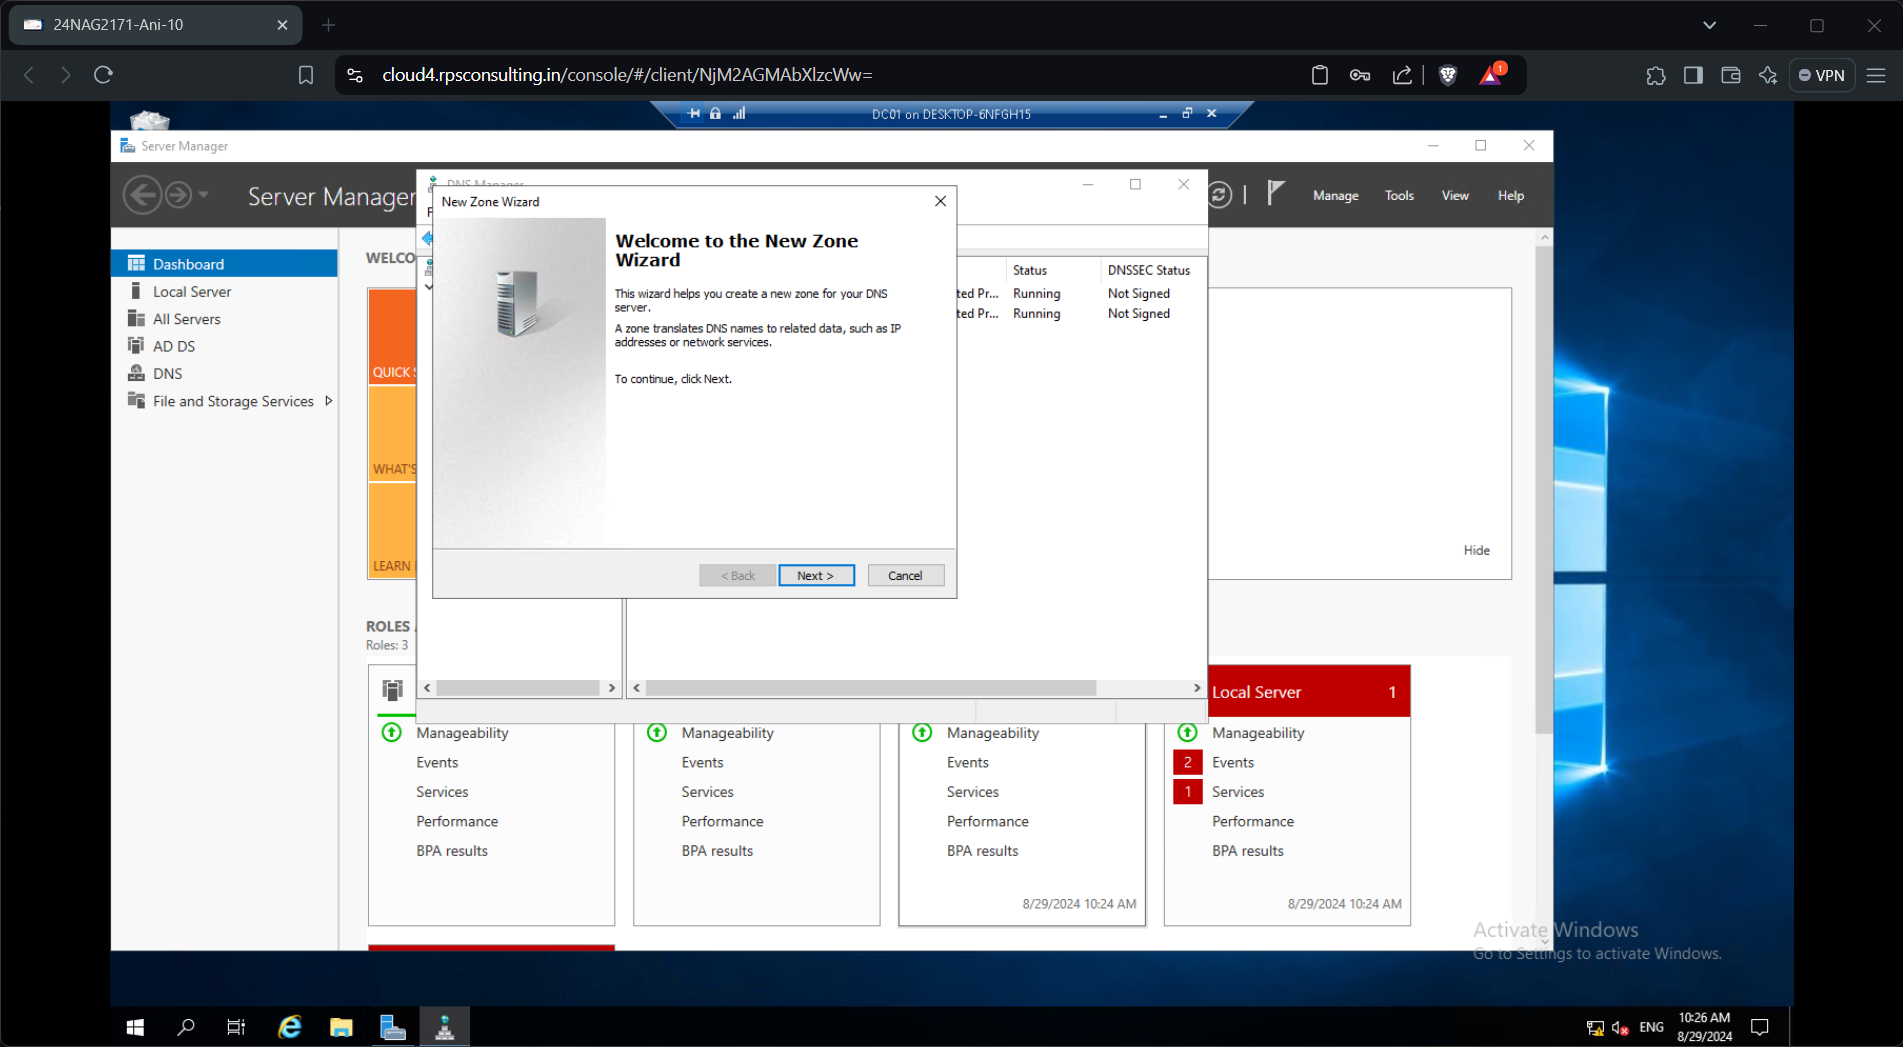 24NAG2171-Ani-10
cloud4.rpsconsulting.in/console/#/client/NjM2AGMAbXlzcWw=
1
VPN
DC01 on DESKTOP-6NFGH15
Server Manager
Server Manager
Manage
Tools
View
Help
DNS Manager
New Zone Wizard
Welcome to the New Zone
Wizard
This wizard helps you create a new zone for your DNS
server.
A zone translates DNS names to related data, such as IP
addresses or network services.
To continue, click Next.
< Back
Next >
Cancel
Status
DNSSEC Status
ted Pr...
Running
Not Signed
ted Pr...
Running
Not Signed
Dashboard
Local Server
All Servers
AD DS
DNS
File and Storage Services
WELCO
QUICK S
WHAT'S
LEARN
Hide
ROLES
Roles: 3
Local Server
1
Manageability
Events
Services
Performance
BPA results
Manageability
Events
Services
Performance
BPA results
Manageability
Events
Services
Performance
BPA results
8/29/2024 10:24 AM
Manageability
2
Events
1
Services
Performance
BPA results
8/29/2024 10:24 AM
Activate Windows
Go to Settings to activate Windows.
ENG
10:26 AM
8/29/2024